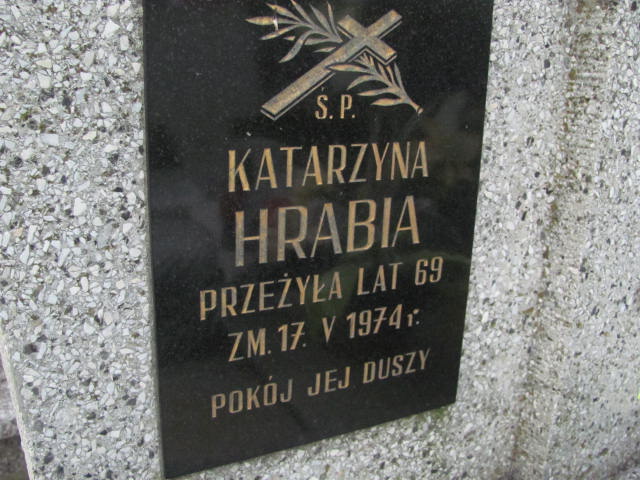 Ś.P.
KATARZYNA
HRABIA
PRZEŻYŁA LAT 69
ZM. 17. V 1974 r.
POKÓJ JEJ DUSZY